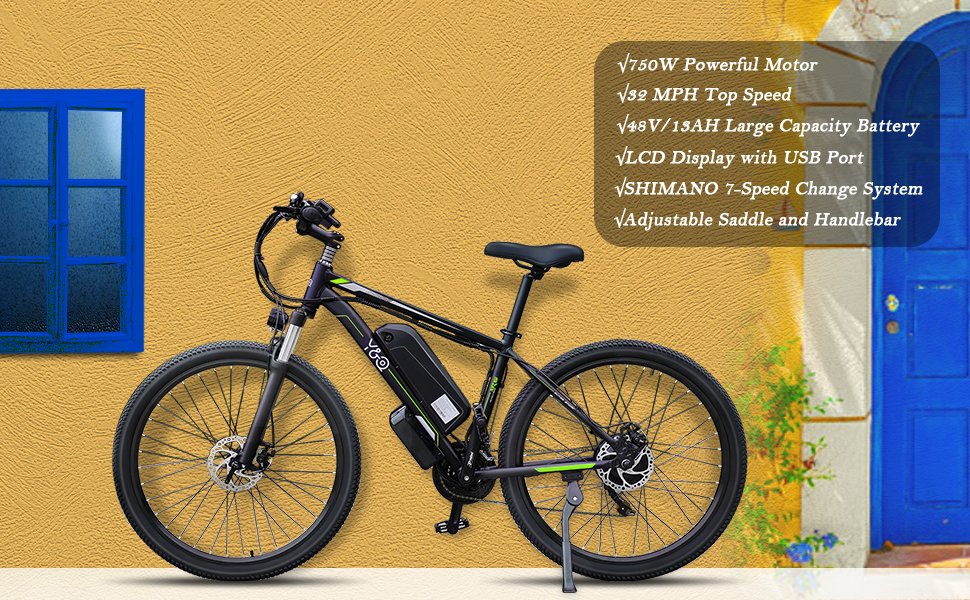 √750W Powerful Motor
√32 MPH Top Speed
√48V/13AH Large Capacity Battery
√LCD Display with USB Port
√SHIMANO 7-Speed Change System
√Adjustable Saddle and Handlebar